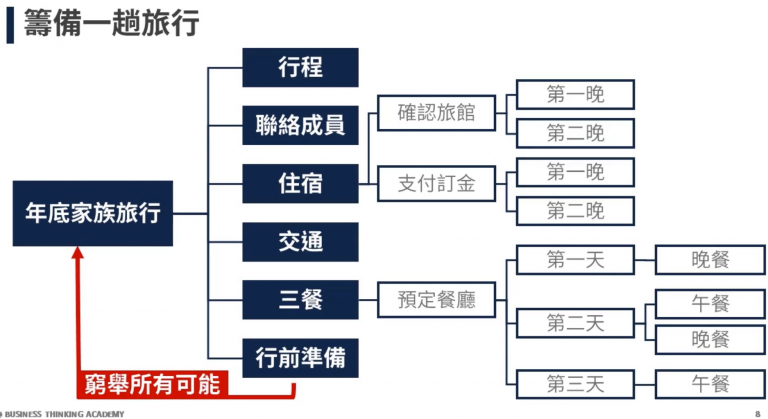 籌備一趟旅行
行程
聯絡成員
確認旅館
第一晚
第二晚
年底家族旅行
住宿
支付訂金
第一晚
第二晚
交通
三餐
預定餐廳
第一天
晚餐
第二天
午餐
晚餐
第三天
午餐
行前準備
窮舉所有可能
BUSINESS THINKING ACADEMY
8